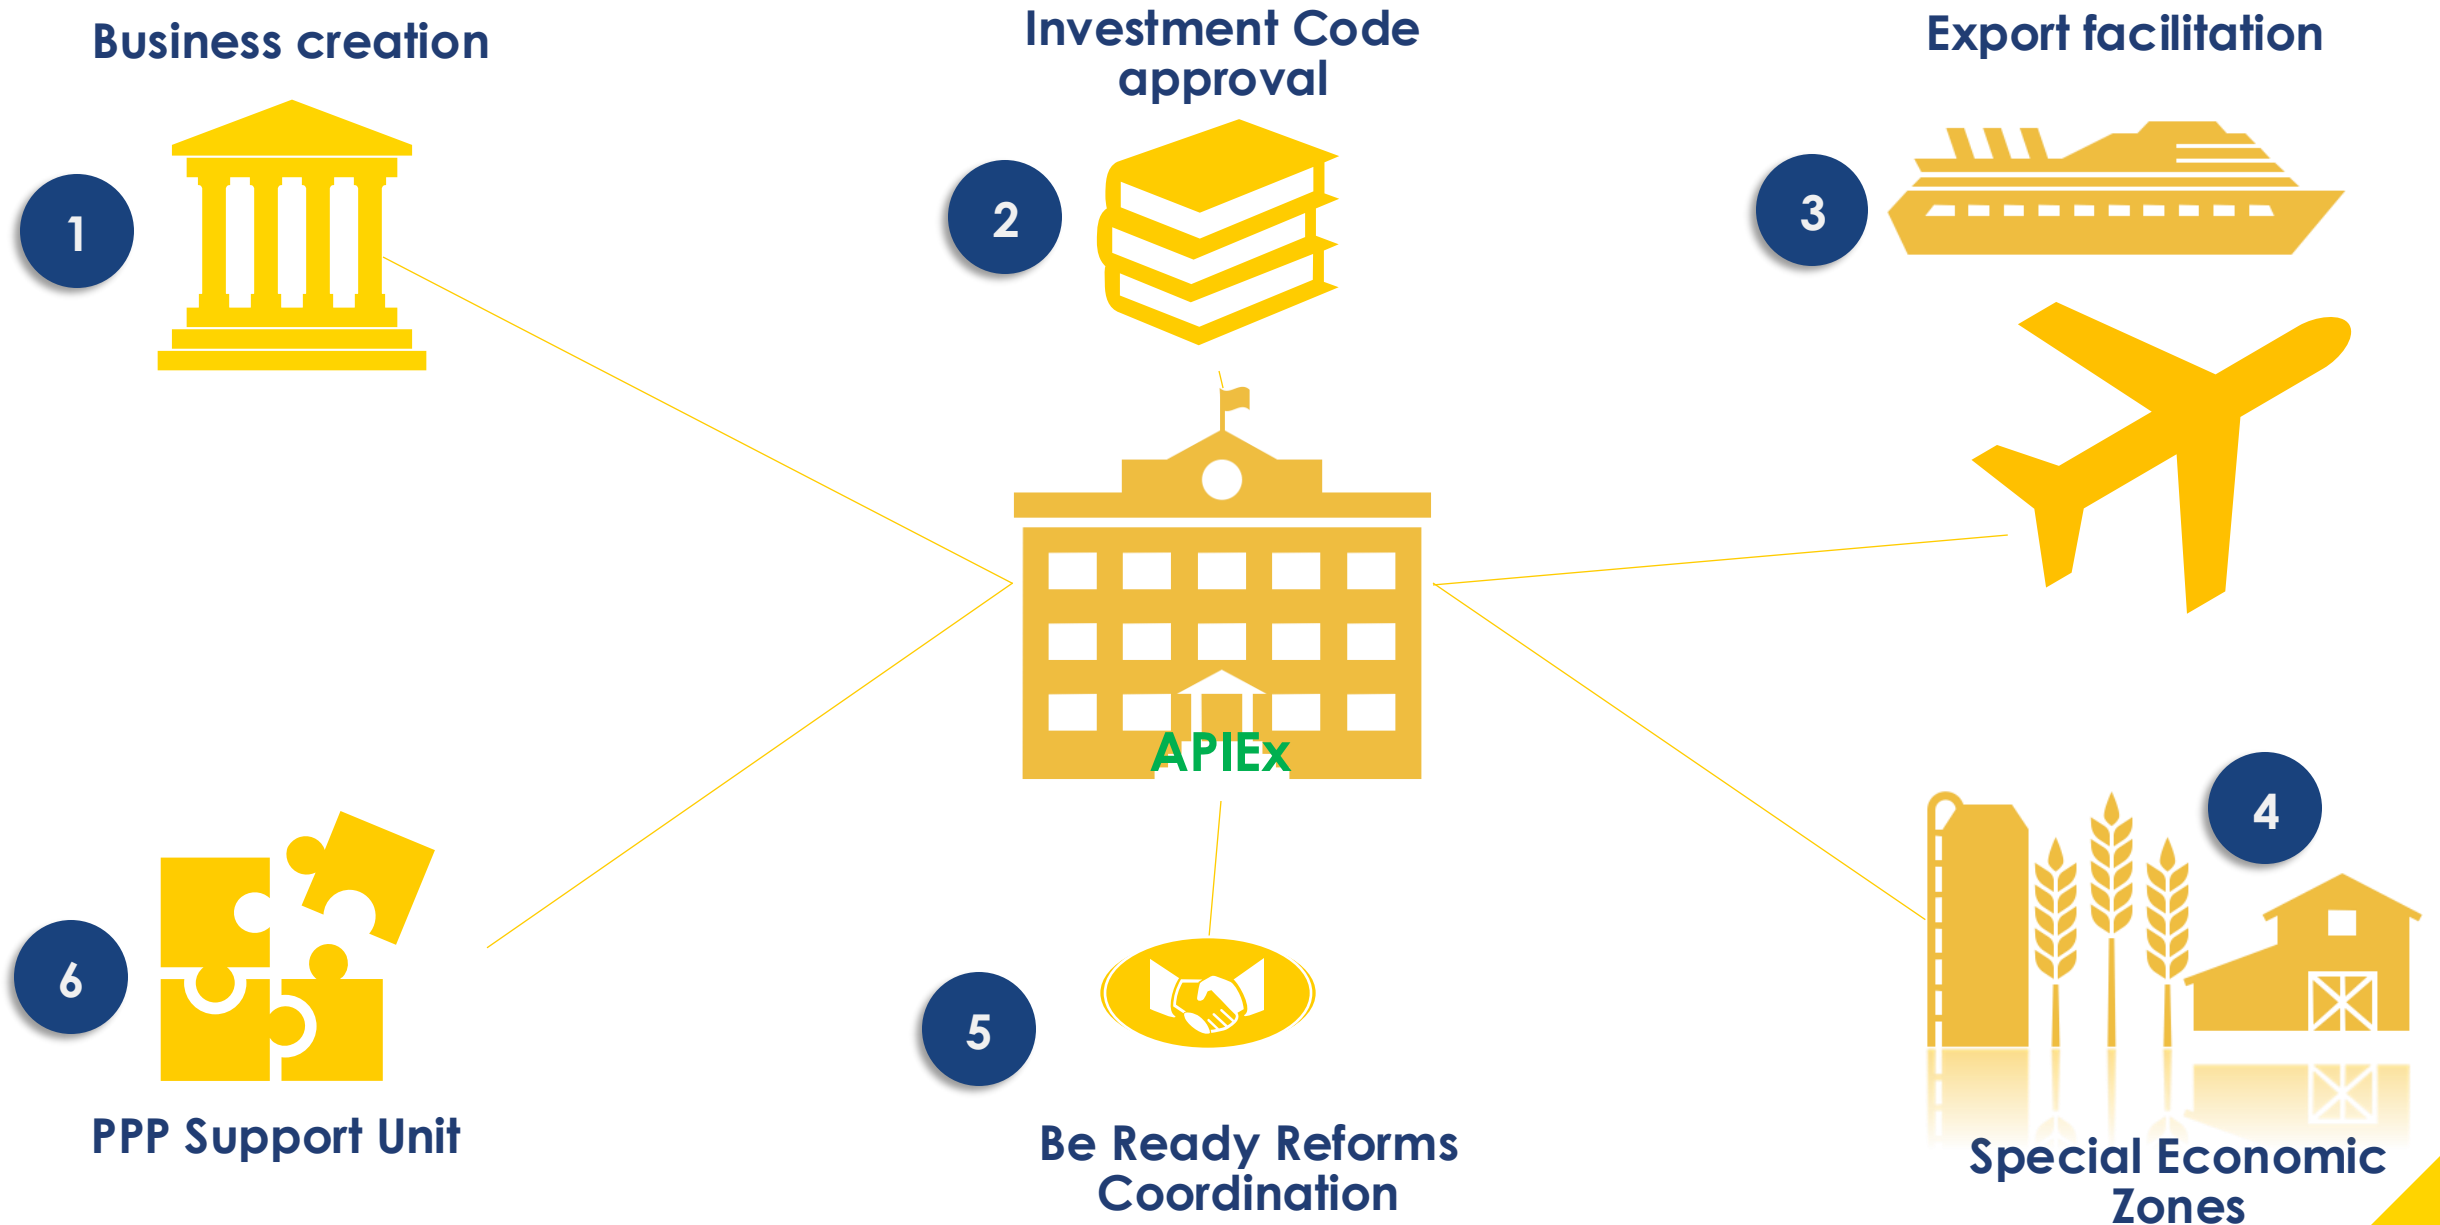 Business creation
1
Investment Code
approval
2
Export facilitation
3
APIEx
4
Special Economic
Zones
5
Be Ready Reforms
Coordination
6
PPP Support Unit